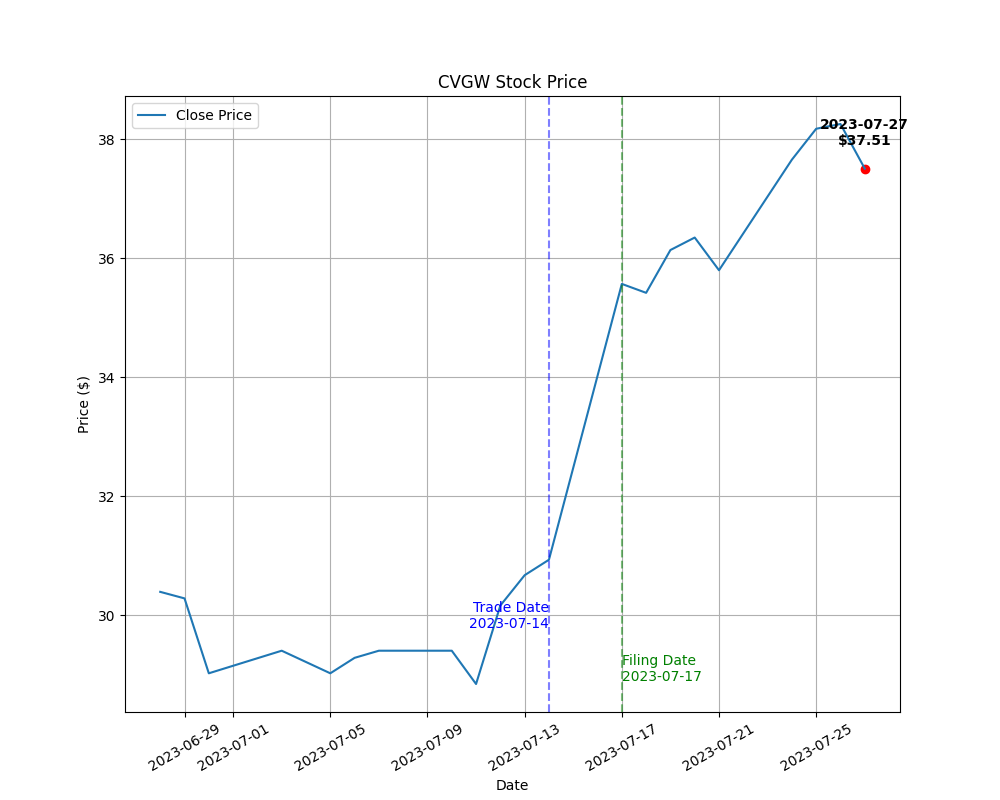 CVGW Stock Price
Close Price
2023-07-27
$37.51
38
36
34
32
30
Price ($)
Trade Date
2023-07-14
Filing Date
2023-07-17
2023-06-29
2023-07-01
2023-07-05
2023-07-09
2023-07-13
2023-07-17
2023-07-21
2023-07-25
Date